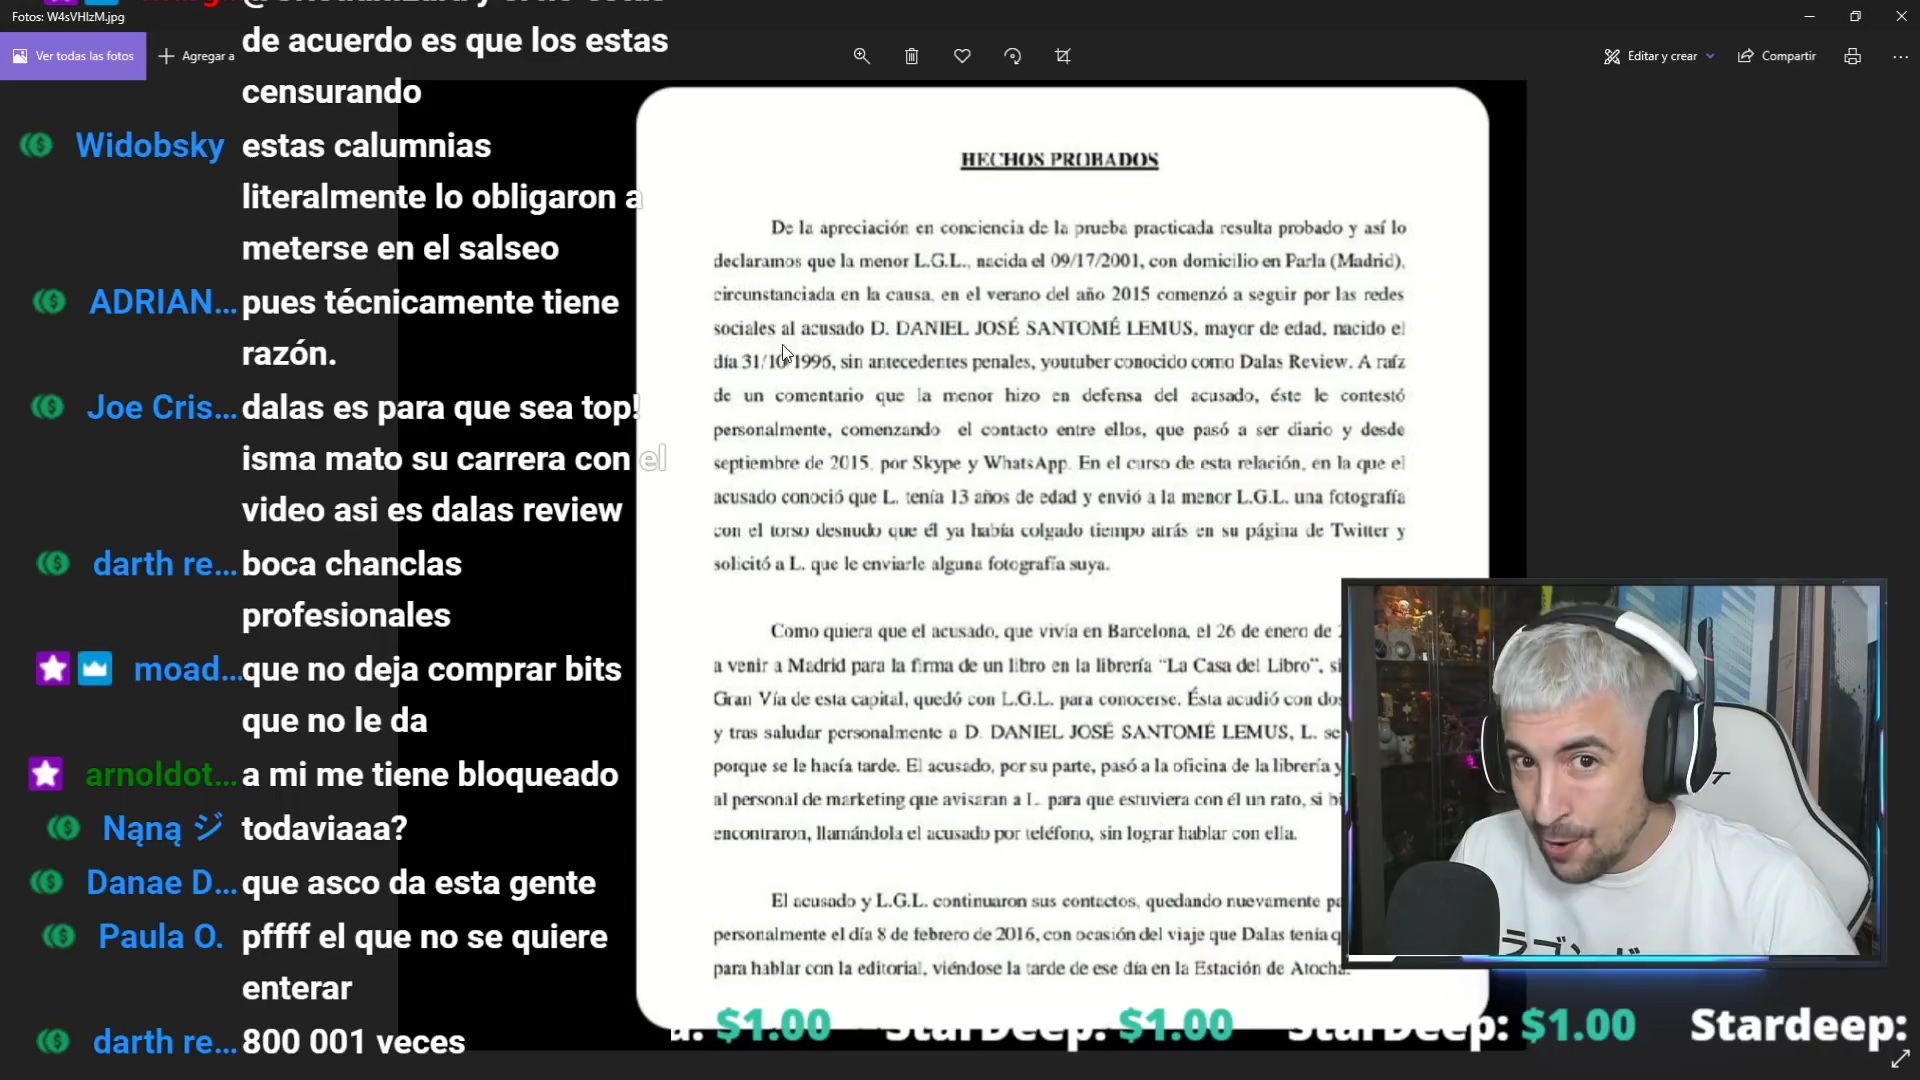 Fotos: W4sVHIzM.jpg
Ver todas las fotos
Agregar a
Editar y crear
Compartir
de acuerdo es que los estas
censurando
Widobsky estas calumnias
literalmente lo obligaron a
meterse en el salseo
ADRIAN... pues técnicamente tiene
razón.
Joe Cris... dalas es para que sea top!
isma mato su carrera con el
video asi es dalas review
darth re... boca chanclas
profesionales
moad... que no deja comprar bits
que no le da
arnoldot... a mi me tiene bloqueado
Nąną ジ todaviaaa?
Danae D... que asco da esta gente
Paula O. pffff el que no se quiere
enterar
darth re... 800 001 veces
HECHOS PROBADOS
De la apreciación en conciencia de la prueba practicada resulta probado y así lo
declaramos que la menor L.G.L., nacida el 09/17/2001, con domicilio en Parla (Madrid),
circunstanciada en la causa, en el verano del año 2015 comenzó a seguir por las redes
sociales al acusado D. DANIEL JOSÉ SANTOMÉ LEMUS, mayor de edad, nacido el
día 31/10/1996, sin antecedentes penales, youtuber conocido como Dalas Review. A raíz
de un comentario que la menor hizo en defensa del acusado, éste le contestó
personalmente, comenzando el contacto entre ellos, que pasó a ser diario y desde
septiembre de 2015, por Skype y WhatsApp. En el curso de esta relación, en la que el
acusado conoció que L. tenía 13 años de edad y envió a la menor L.G.L. una fotografía
con el torso desnudo que él ya había colgado tiempo atrás en su página de Twitter y
solicitó a L. que le enviarle alguna fotografía suya.
Como quiera que el acusado, que vivía en Barcelona, el 26 de enero de
a venir a Madrid para la firma de un libro en la librería “La Casa del Libro”,
Gran Vía de esta capital, quedó con L.G.L. para conocerse. Ésta acudió con
y tras saludar personalmente a D. DANIEL JOSÉ SANTOMÉ LEMUS, L. se
porque se le hacía tarde. El acusado, por su parte, pasó a la oficina de la librería y
al personal de marketing que avisaran a L. para que estuviera con él un rato, si
encontraron, llamándola el acusado por teléfono, sin lograr hablar con ella.
El acusado y L.G.L. continuaron sus contactos, quedando nuevamente
personalmente el día 8 de febrero de 2016, con ocasión del viaje que Dalas tenía
para hablar con la editorial, viéndose la tarde de ese día en la Estación de Atocha.
$1.00 StarDeep: $1.00 StarDeep: $1.00 Stardeep: